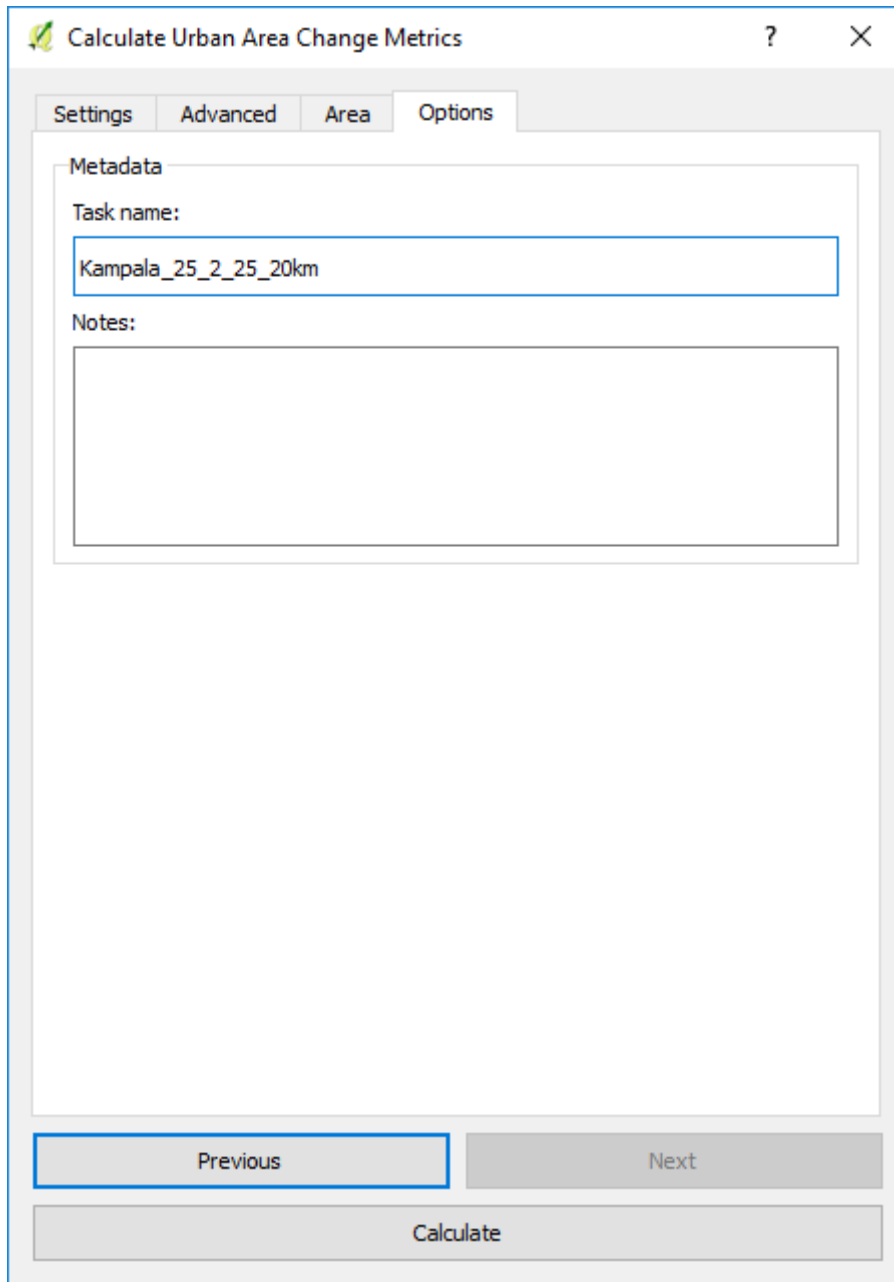 Calculate Urban Area Change Metrics ?
Settings Advanced Area Options
Metadata
Task name:
Kampala_25_2_25_20km
Notes:
Previous Next
Calculate